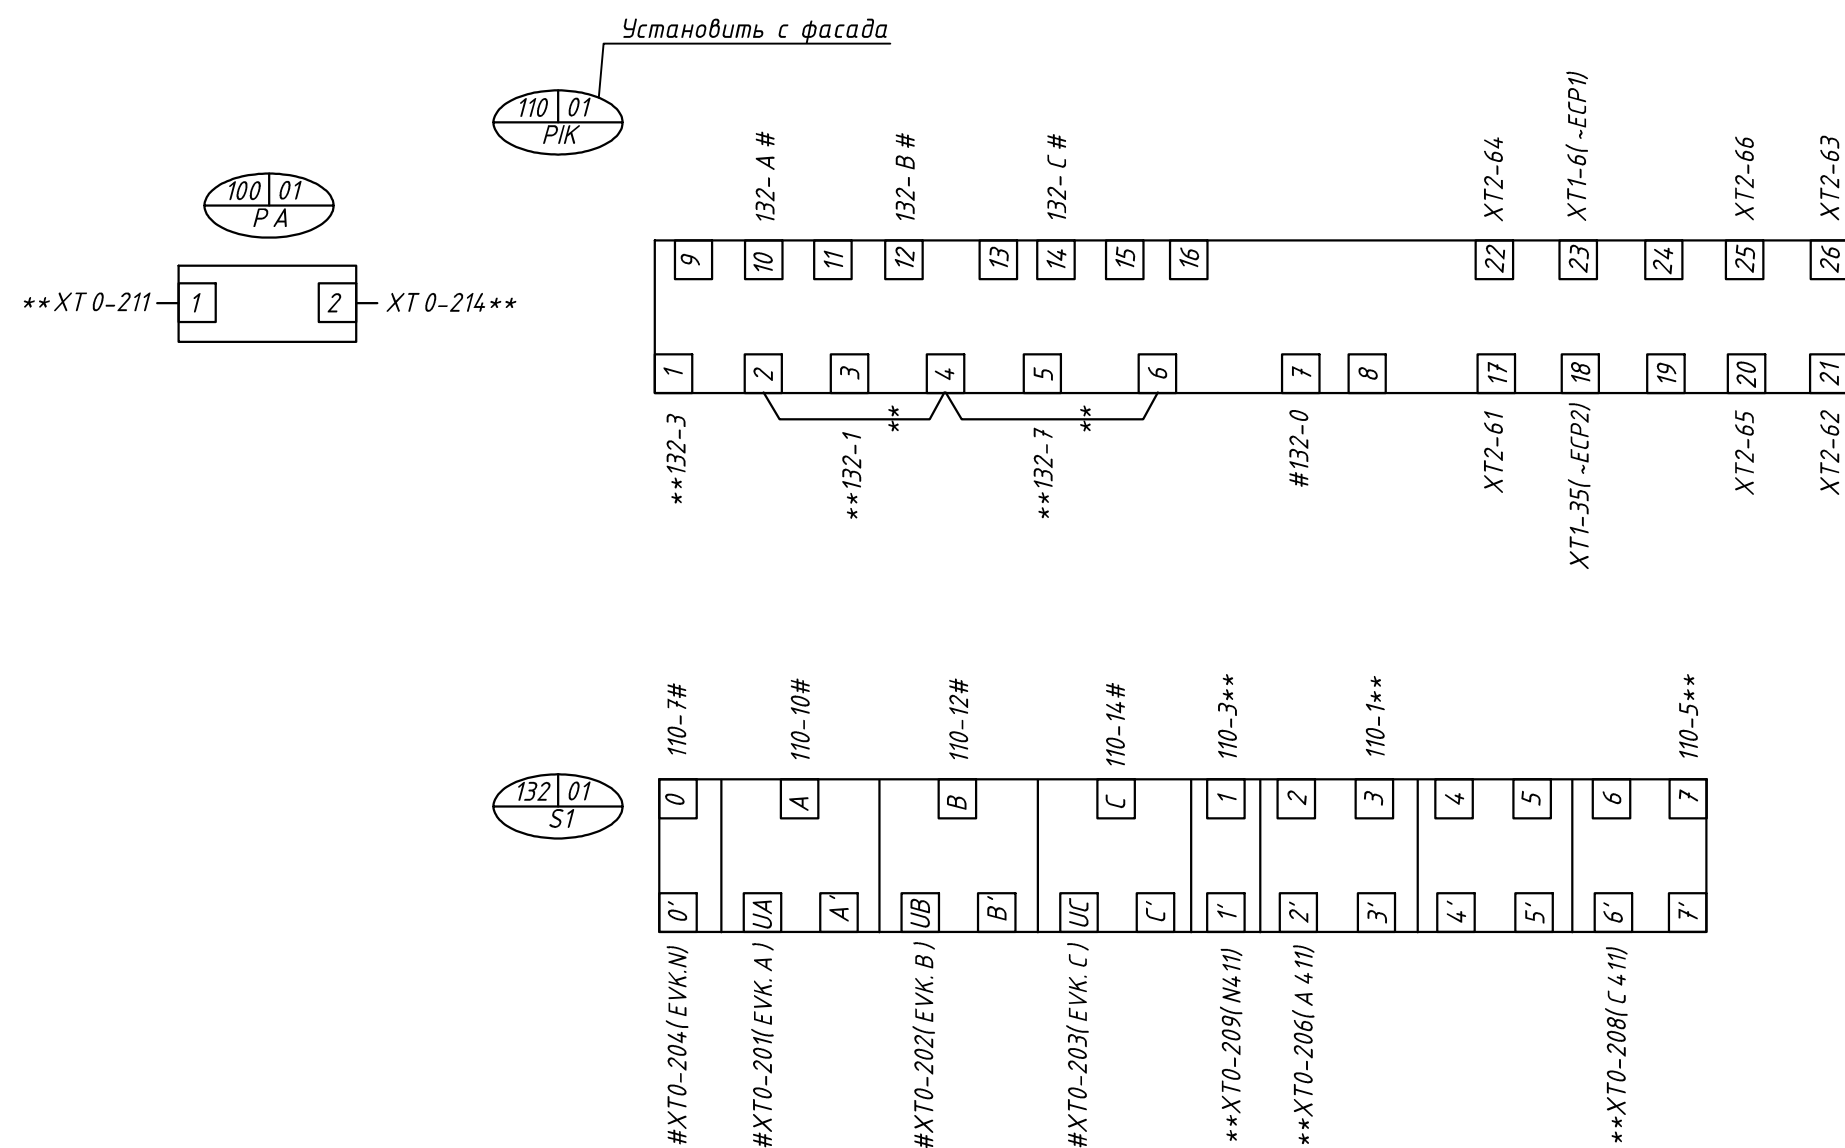 Установить с фасада
110 01
PIK
100 01
PA
**XT0-211 1 2 XT0-214**
132-A#
132-B#
132-C#
XT2-64
XT1-6(~ECP1)
XT2-66
XT2-63
9 10 11 12 13 14 15 16 22 23 24 25 26
1 2 3 4 5 6 7 8 17 18 19 20 21
**132-3
**132-1
**
**132-7
**
#132-0
XT2-61
XT1-35(~ECP2)
XT2-65
XT2-62
110-7#
110-10#
110-12#
110-14#
110-3**
110-1**
110-5**
132 01
S1
0 A B C 1 2 3 4 5 6 7
0' UA A' UB B' UC C' 1' 2' 3' 4' 5' 6' 7'
#XT0-204(EVK.N)
#XT0-201(EVK.A)
#XT0-202(EVK.B)
#XT0-203(EVK.C)
**XT0-209(N411)
**XT0-206(A411)
**XT0-208(C411)